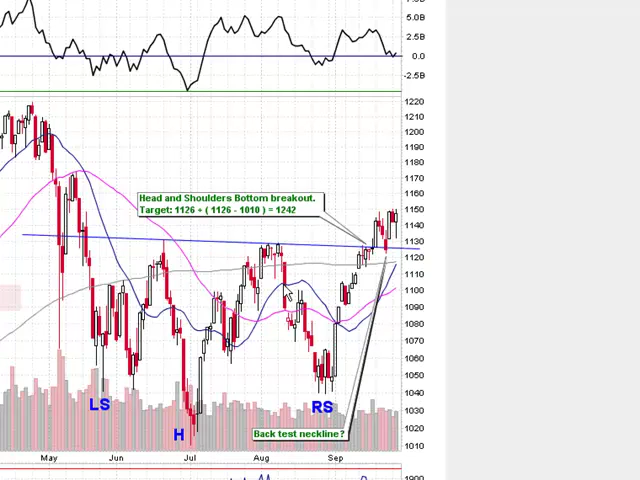 5.0B
2.5B
0.0
-2.5B
1220
1210
1200
1190
1180
1170
1160
1150
Head and Shoulders Bottom breakout.
Target: 1126 + ( 1126 - 1010 ) = 1242
1140
1130
1120
1110
1100
1090
1080
1070
1060
1050
1040
LS
RS
1030
H
Back test neckline?
1020
1010
May Jun Jul Aug Sep